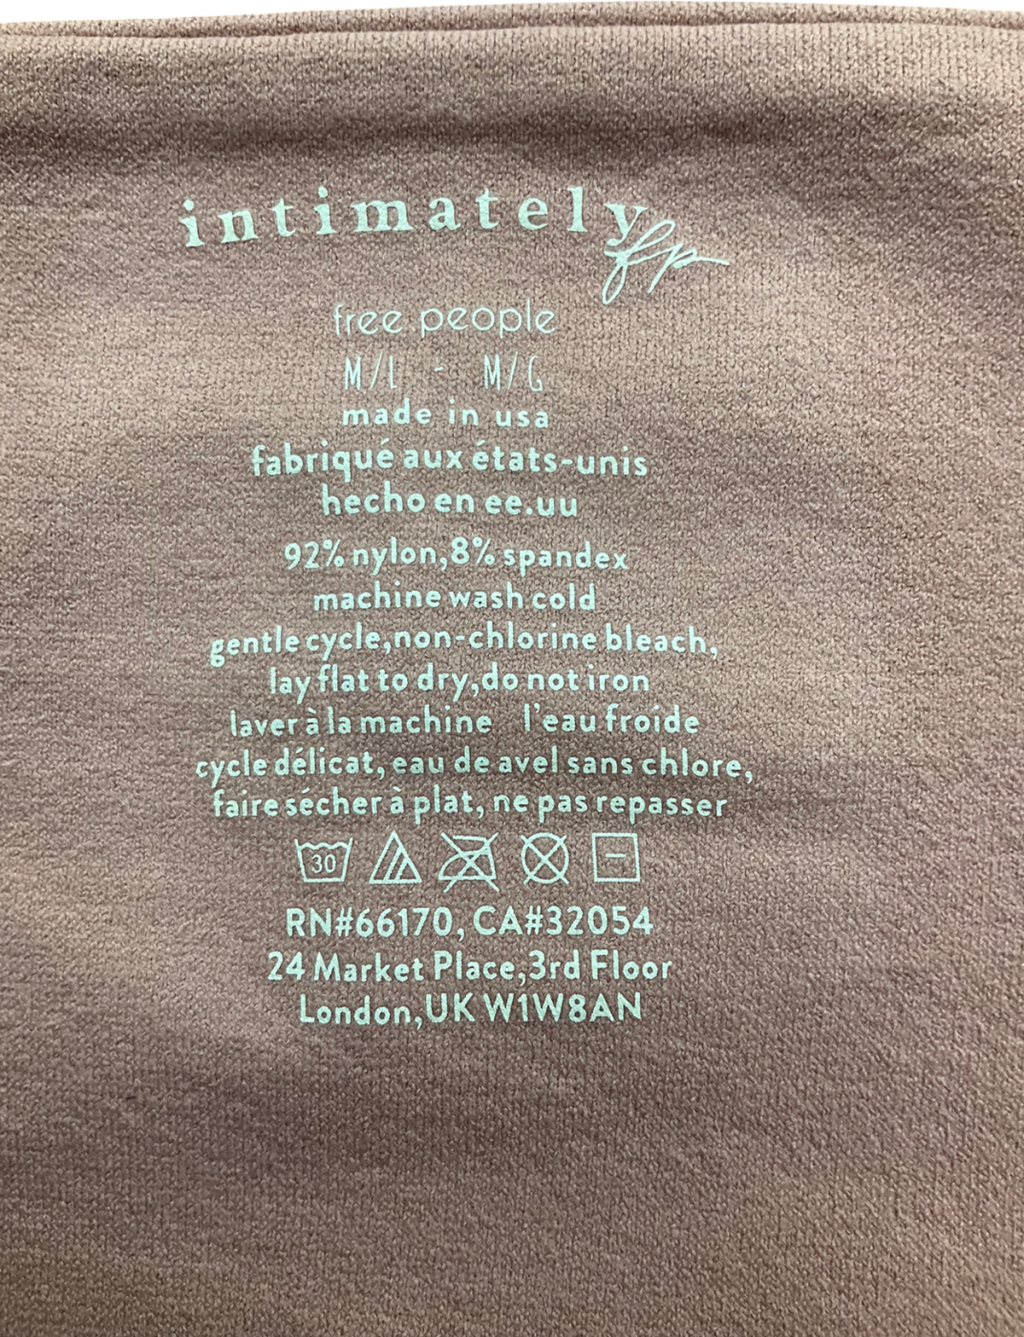 intimately fp
free people
M/L - M/G
made in usa
fabriqué aux états-unis
hecho en ee.uu
92% nylon,8% spandex
machine wash cold
gentle cycle,non-chlorine bleach,
lay flat to dry,do not iron
laver à la machine l'eau froide
cycle délicat, eau de avel sans chlore,
faire sécher à plat, ne pas repasser
30
RN#66170, CA#32054
24 Market Place,3rd Floor
London,UK W1W8AN